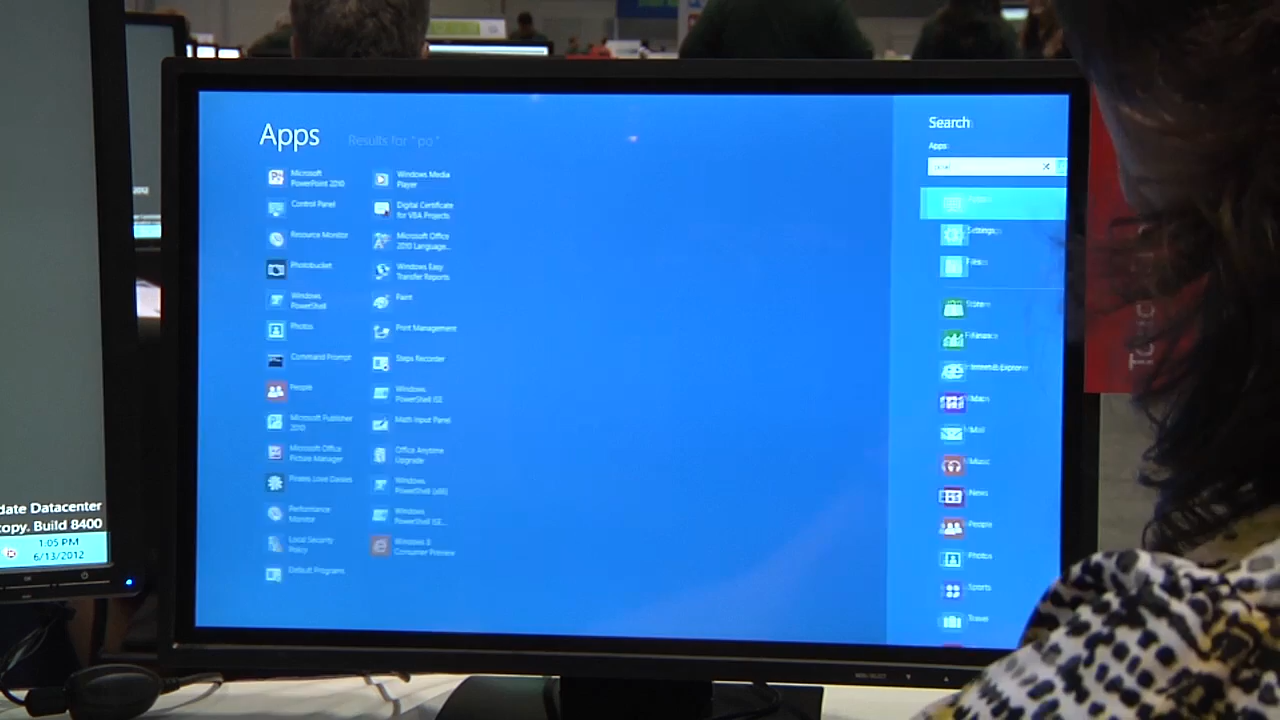 Apps
Results for "po"
Microsoft
PowerPoint 2010
Control Panel
Resource Monitor
Photobucket
Windows
PowerShell
Photos
Command Prompt
People
Microsoft Publisher
2010
Microsoft Office
Picture Manager
Pirates Love Daisies
Performance
Monitor
Local Security
Policy
Default Programs
Windows Media
Player
Digital Certificate
for VBA Projects
Microsoft Office
2010 Language...
Windows Easy
Transfer Reports
Paint
Print Management
Steps Recorder
Windows
PowerShell ISE
Math Input Panel
Office Anytime
Upgrade
Windows
PowerShell (x86)
Windows
PowerShell ISE...
Windows 8
Consumer Preview
Search
Apps
Settings
Files
Store
Finance
Internet Explorer
Maps
Mail
Music
News
People
Photos
Sports
Travel
date Datacenter
copy. Build 8400
1:05 PM
6/13/2012